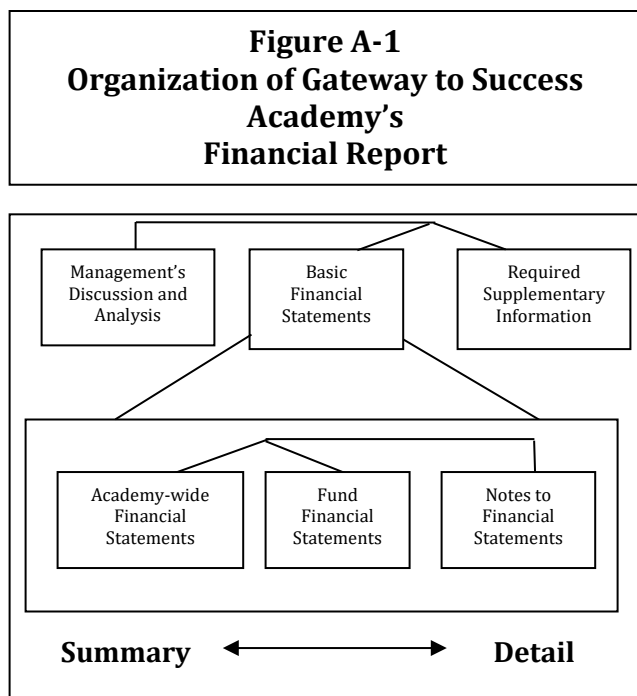 Figure A-1
Organization of Gateway to Success
Academy's
Financial Report
Management's
Discussion and
Analysis
Basic
Financial
Statements
Required
Supplementary
Information
Academy-wide
Financial
Statements
Fund
Financial
Statements
Notes to
Financial
Statements
Summary
Detail